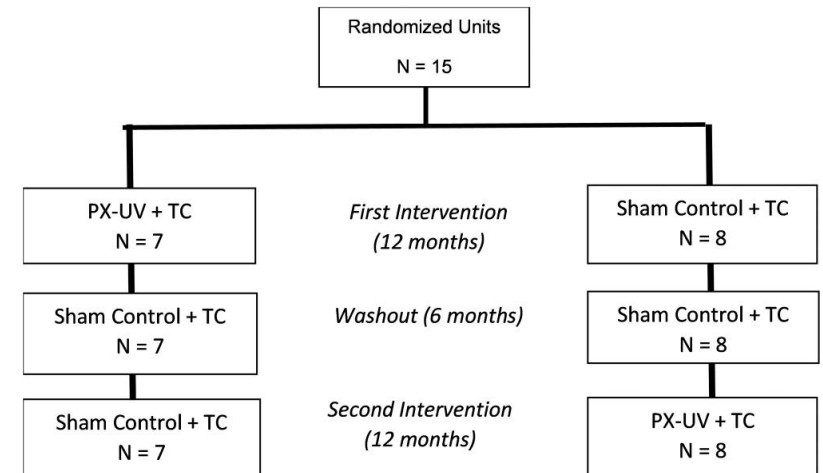 Randomized Units
N = 15
PX-UV + TC
N = 7
First Intervention
(12 months)
Sham Control + TC
N = 8
Sham Control + TC
N = 7
Washout (6 months)
Sham Control + TC
N = 8
Sham Control + TC
N = 7
Second Intervention
(12 months)
PX-UV + TC
N = 8